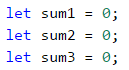 let sum1 = 0;
let sum2 = 0;
let sum3 = 0;